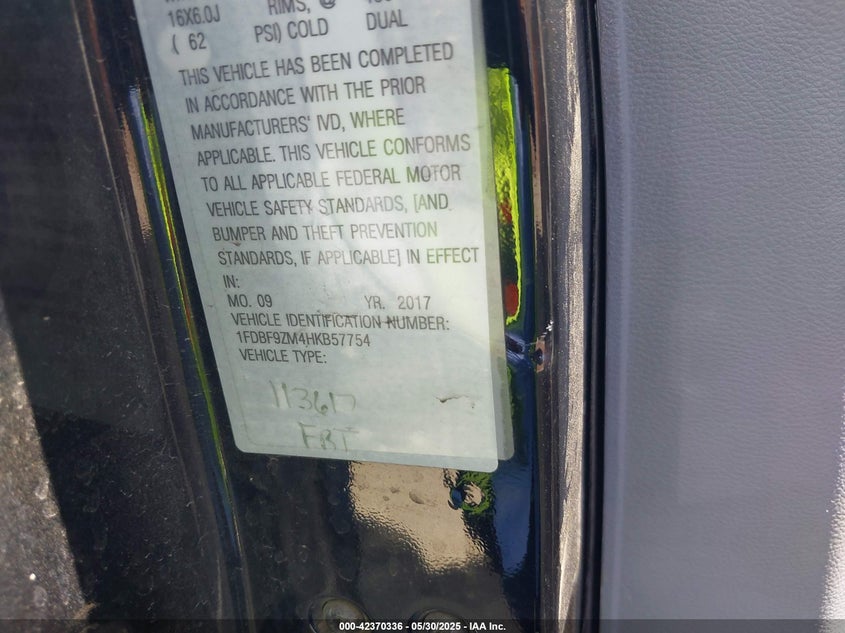 16X6.0J RIMS, @
( 62 PSI) COLD DUAL
THIS VEHICLE HAS BEEN COMPLETED
IN ACCORDANCE WITH THE PRIOR
MANUFACTURERS' IVD, WHERE
APPLICABLE. THIS VEHICLE CONFORMS
TO ALL APPLICABLE FEDERAL MOTOR
VEHICLE SAFETY STANDARDS, [AND
BUMPER AND THEFT PREVENTION
STANDARDS, IF APPLICABLE] IN EFFECT
IN:
MO. 09 YR. 2017
VEHICLE IDENTIFICATION NUMBER:
1FDBF9ZM4HKB57754
VEHICLE TYPE:
113617
FBT
000-42370336 - 05/30/2025 - IAA Inc.